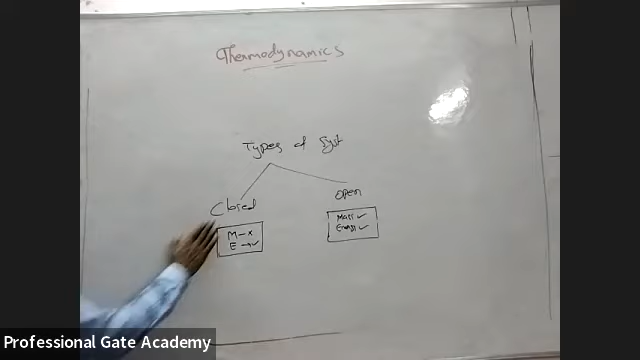 Thermodynamics
Types of Syst
Closed
Open
M - x
E - ✓
Mass ✓
Energy ✓
Professional Gate Academy